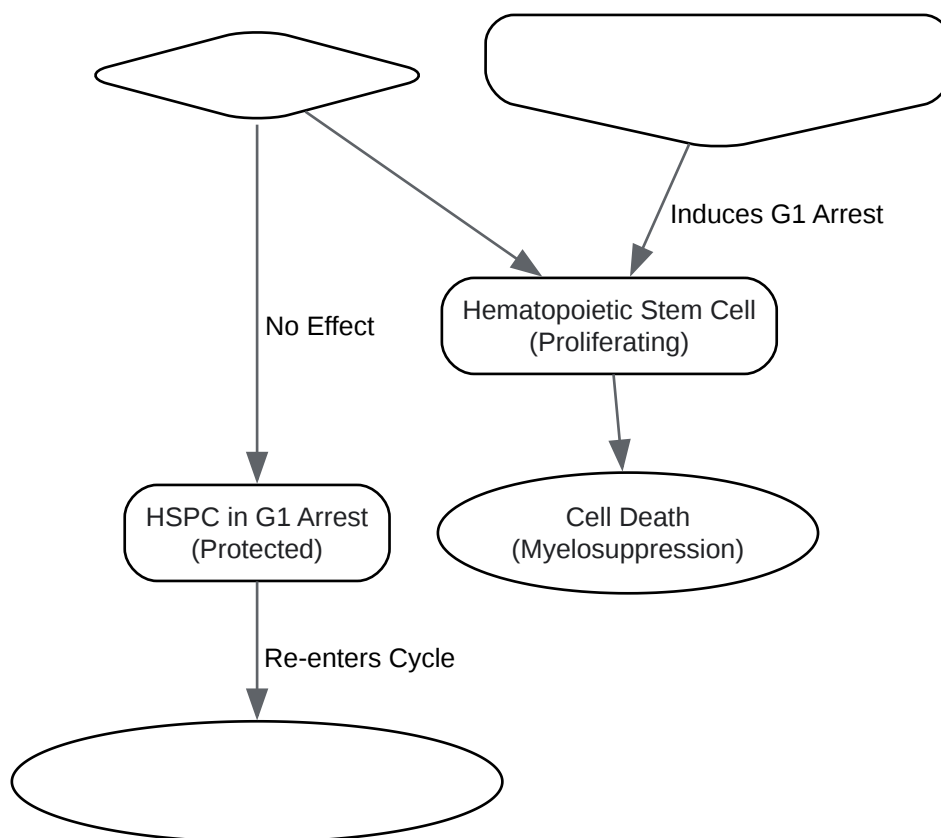 Induces G1 Arrest
Hematopoietic Stem Cell
(Proliferating)
No Effect
HSPC in G1 Arrest
(Protected)
Cell Death
(Myelosuppression)
Re-enters Cycle